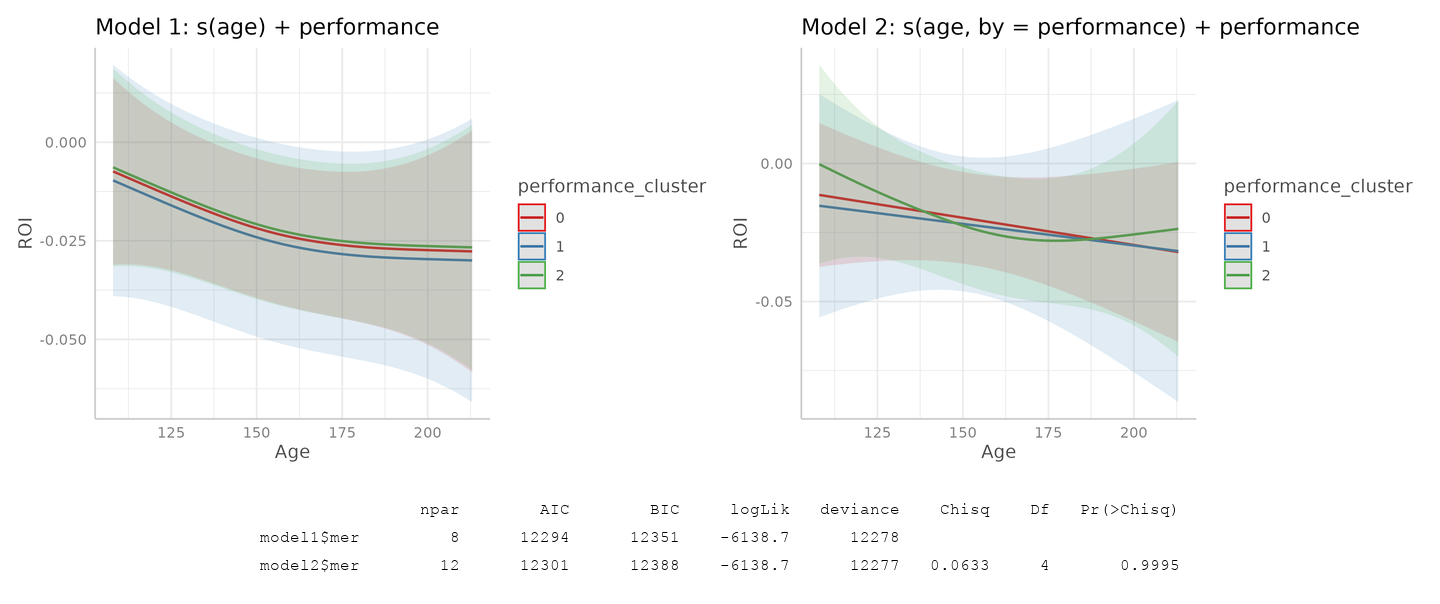 Model 1: s(age) + performance
0.000
-0.025
-0.050
ROI
125 150 175 200
Age
performance_cluster
0
1
2
Model 2: s(age, by = performance) + performance
0.00
-0.05
ROI
125 150 175 200
Age
performance_cluster
0
1
2
npar AIC BIC logLik deviance Chisq Df Pr(>Chisq)
model1$mer 8 12294 12351 -6138.7 12278
model2$mer 12 12301 12388 -6138.7 12277 0.0633 4 0.9995